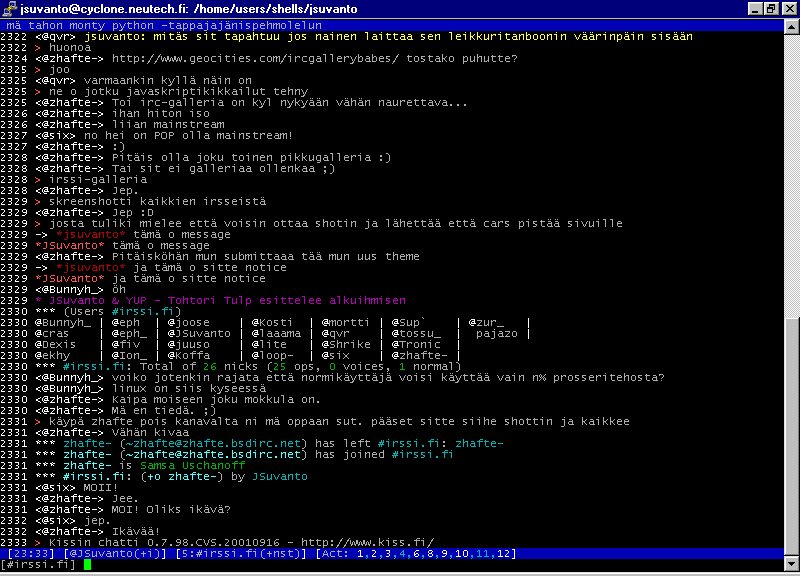 jsuvanto@cyclone.neutech.fi: /home/users/shells/jsuvanto
mä tahon monty python -tappajajänispehmolelun
2322 <@qvr> jsuvanto: mitäs sit tapahtuu jos nainen laittaa sen leikkuritanboonin väärinpäin sisään
2322 > huonoa
2324 <@zhafte-> http://www.geocities.com/ircgallerybabes/ tostako puhutte?
2325 > joo
2325 <@qvr> varmaankin kyllä näin on
2325 > ne o jotku javaskriptikikkailut tehny
2325 <@zhafte-> Toi irc-galleria on kyl nykyään vähän naurettava...
2326 <@zhafte-> ihan hiton iso
2326 <@zhafte-> liian mainstream
2327 <@six> no hei on POP olla mainstream!
2327 <@zhafte-> :)
2328 <@zhafte-> Pitäis olla joku toinen pikkugalleria :)
2328 <@zhafte-> Tai sit ei galleriaa ollenkaa ;)
2328 > irssi-galleria
2328 <@zhafte-> Jep.
2329 > skreenshotti kaikkien irsseistä
2329 <@zhafte-> Jep :D
2329 > josta tuliki mielee että voisin ottaa shotin ja lähettää että cars pistää sivuille
2329 -> *jsuvanto* tämä o message
2329 *JSuvanto* tämä o message
2329 <@zhafte-> Pitäisköhän mun submittaaa tää mun uus theme
2329 -> *jsuvanto* ja tämä o sitte notice
2329 *JSuvanto* ja tämä o sitte notice
2329 <@Bunnyh_> öh
2329 * JSuvanto & YUP - Tohtori Tulp esittelee alkuihmisen
2330 *** (Users #irssi.fi)
2330 @Bunnyh_ | @eph | @joose | @Kosti | @mortti | @Sup` | @zur_ |
2330 @cras | @eph_ | @JSuvanto | @laaama | @qvr | @tossu_ | pajazo |
2330 @Dexis | @fiv | @juuso | @lite | @Shrike | @Tronic |
2330 @ekhy | @Ion_ | @Koffa | @loop- | @six | @zhafte- |
2330 *** #irssi.fi: Total of 26 nicks (25 ops, 0 voices, 1 normal)
2330 <@Bunnyh_> voiko jotenkin rajata että normikäyttäjä voisi käyttää vain n% prosseritehosta?
2330 <@Bunnyh_> linux on siis kyseessä
2330 <@zhafte-> Kaipa moiseen joku mokkula on.
2330 <@zhafte-> Mä en tiedä. ;)
2331 > käypä zhafte pois kanavalta ni mä oppaan sut. pääset sitte siihe shottin ja kaikkee
2331 <@zhafte-> Vähän kivaa
2331 *** zhafte- (~zhafte@zhafte.bsdirc.net) has left #irssi.fi: zhafte-
2331 *** zhafte- (~zhafte@zhafte.bsdirc.net) has joined #irssi.fi
2331 *** zhafte- is Samsa Uschanoff
2331 *** #irssi.fi: (+o zhafte-) by JSuvanto
2331 <@six> MOII!
2331 <@zhafte-> Jee.
2331 <@zhafte-> MOI! Oliks ikävä?
2332 <@six> jep.
2332 <@zhafte-> Ikävää!
2333 > Kissin chatti 0.7.98.CVS.20010916 - http://www.kiss.fi/
[23:33] [@JSuvanto(+i)] [5:#irssi.fi(+nst)] [Act: 1,2,3,4,6,8,9,10,11,12]
[#irssi.fi]